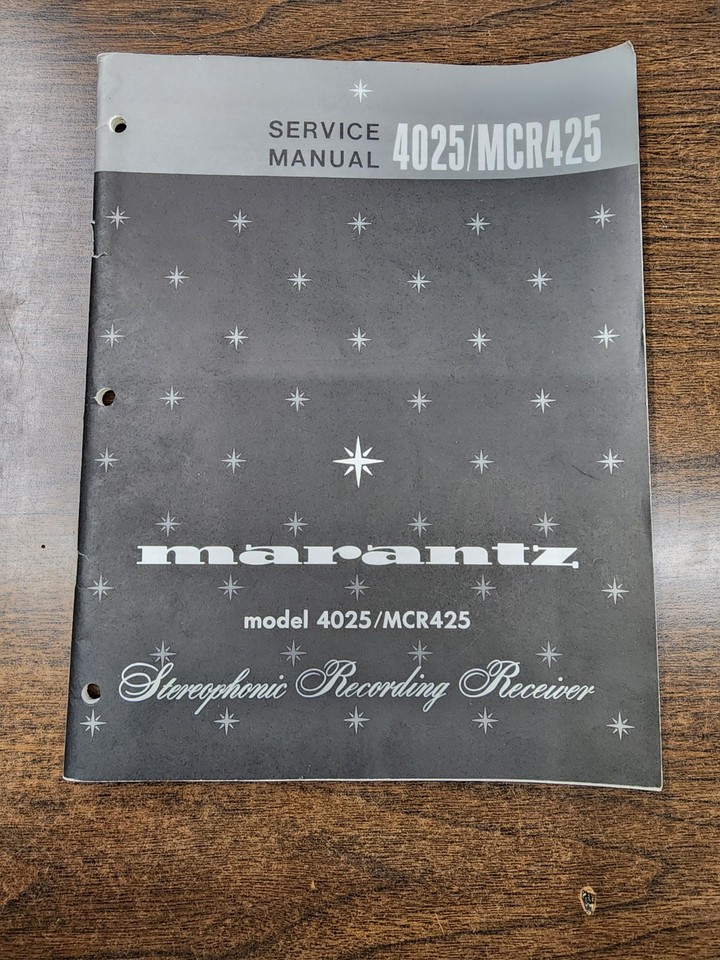 SERVICE
MANUAL 4025/MCR425
marantz
model 4025/MCR425
Stereophonic Recording Receiver